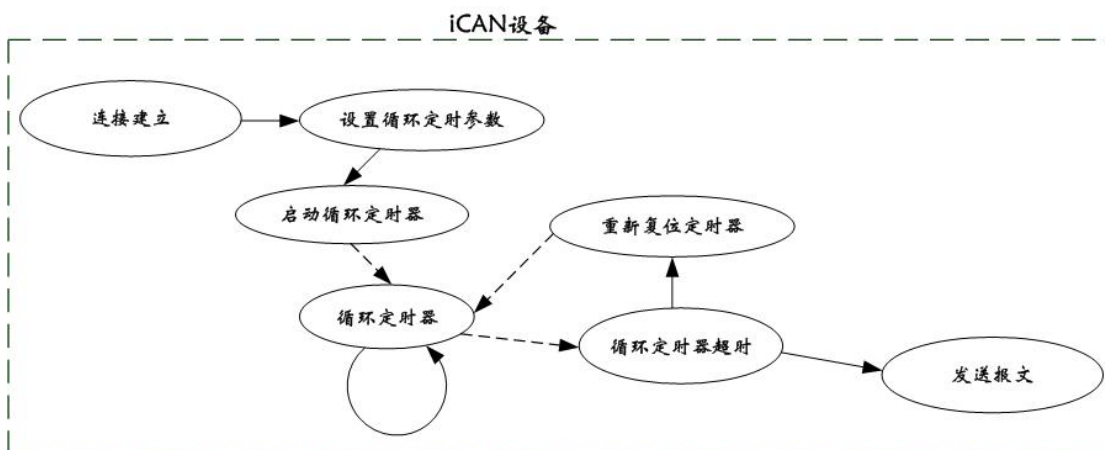 iCAN设备
连接建立
设置循环定时参数
启动循环定时器
重新复位定时器
循环定时器
循环定时器超时
发送报文